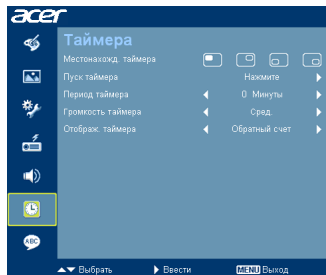 acer
Таймера
Местонахожд. таймера
Пуск таймера Нажмите
Период таймера 0 Минуты
Громкость таймера Сред.
Отображ. таймера Обратный счет
ABC
Выбрать Ввести MENU Выход